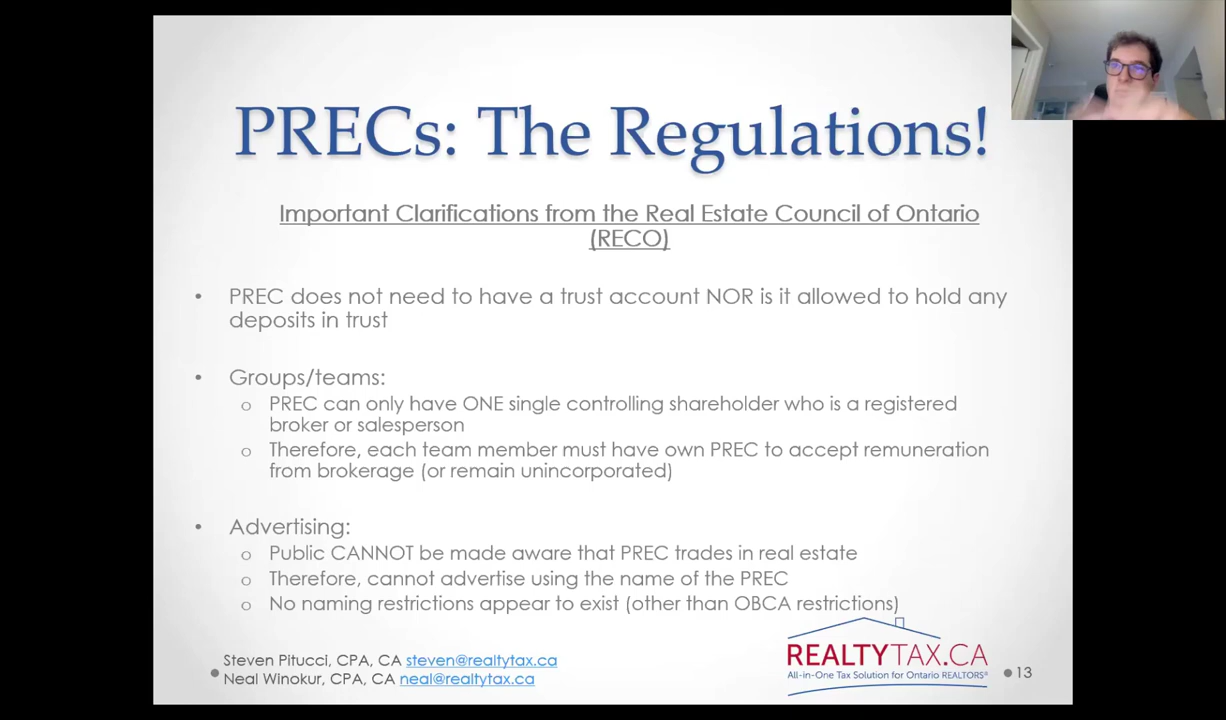 PRECs: The Regulations!
Important Clarifications from the Real Estate Council of Ontario
(RECO)
• PREC does not need to have a trust account NOR is it allowed to hold any
deposits in trust
• Groups/teams:
o PREC can only have ONE single controlling shareholder who is a registered
broker or salesperson
o Therefore, each team member must have own PREC to accept remuneration
from brokerage (or remain unincorporated)
• Advertising:
o Public CANNOT be made aware that PREC trades in real estate
o Therefore, cannot advertise using the name of the PREC
o No naming restrictions appear to exist (other than OBCA restrictions)
Steven Pitucci, CPA, CA steven@realtytax.ca
Neal Winokur, CPA, CA neal@realtytax.ca
REALTYTAX.CA
All-in-One Tax Solution for Ontario REALTORS®
13